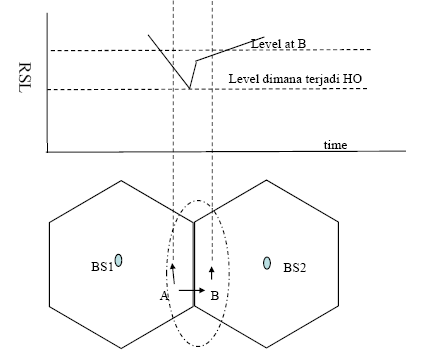 RSL
Level at B
Level dimana terjadi HO
time
BS1
BS2
A
B